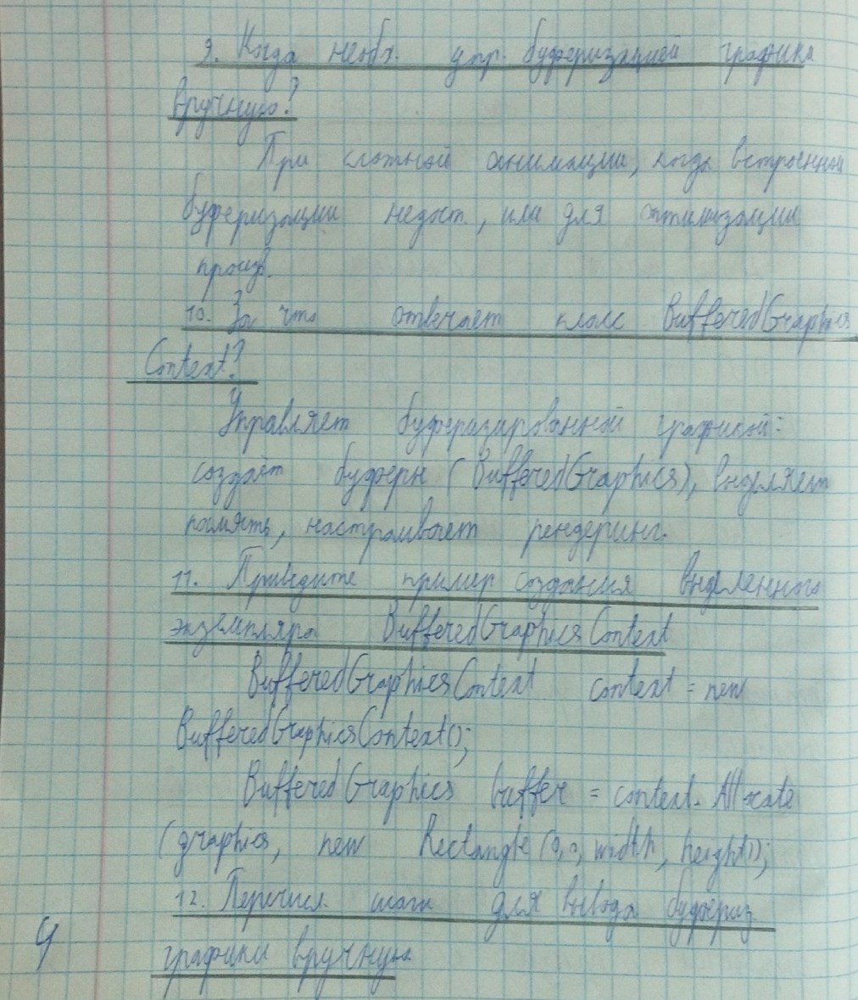 9. Когда необх. упр. буферизацией графики
вручную?
При сложной анимации, когда встроенной
буферизации недост., или для оптимизации
произв.
10. За что отвечает класс BufferedGraphics
Context?
Управляет буферизированной графикой:
создаёт буферы (BufferedGraphics), выделяет
память, настраивает рендеринг.
11. Приведите пример создания выделенного
экземпляра BufferedGraphicsContext
BufferedGraphicsContext context = new
BufferedGraphicsContext();
BufferedGraphics buffer = context.Allocate
(graphics, new Rectangle(0,0, width, height));
12. Перечисл. шаги для вывода буфериз.
графики вручную
4